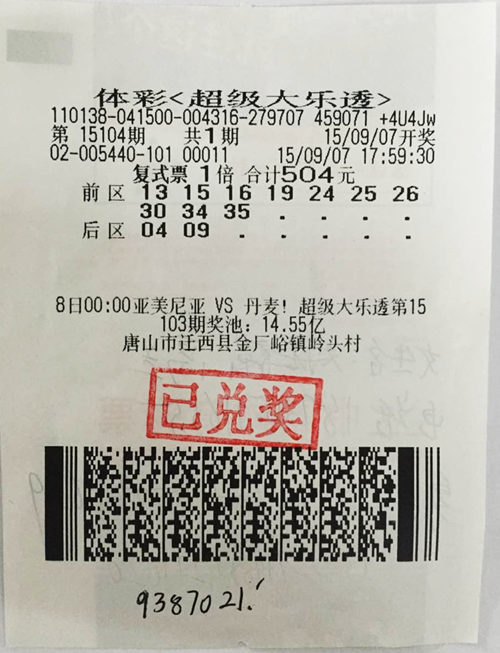 体彩<超级大乐透>
110138-041500-004316-279707 459071 +4U4Jw
第 15104期 共1期 15/09/07开奖
02-005440-101 00011 15/09/07 17:59:30
复式票 1倍 合计504元
前区 13 15 16 19 24 25 26
30 34 35 . . . .
后区 04 09 . . . . .
8日00:00亚美尼亚 VS 丹麦! 超级大乐透第15
103期奖池: 14.55亿
唐山市迁西县金厂峪镇岭头村
已兑奖
9387021.